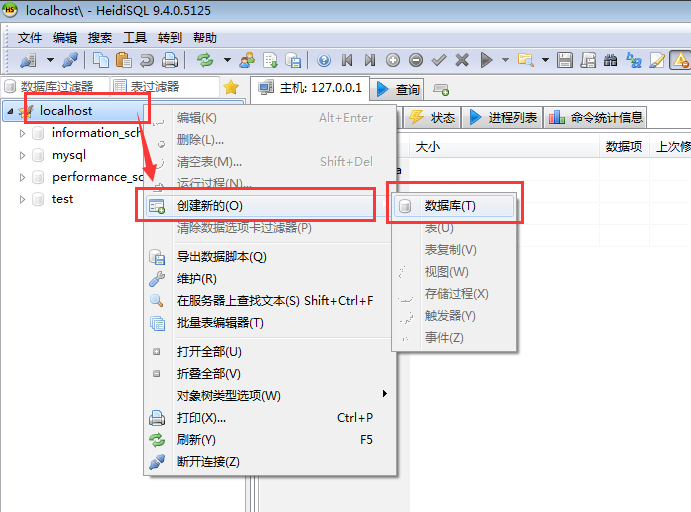 localhost\ - HeidiSQL 9.4.0.5125
文件 编辑 搜索 工具 转到 帮助
数据库过滤器 表过滤器 主机: 127.0.0.1 查询
localhost
information_sch
mysql
performance_sc
test
状态 进程列表 命令统计信息
大小 数据项 上次修
a
编辑(K) Alt+Enter
删除(L)...
清空表(M)... Shift+Del
运行过程(N)...
创建新的(O)
清除数据选项卡过滤器(P)
导出数据脚本(Q)
维护(R)
在服务器上查找文本(S) Shift+Ctrl+F
批量表编辑器(T)
打开全部(U)
折叠全部(V)
对象树类型选项(W)
打印(X)... Ctrl+P
刷新(Y) F5
断开连接(Z)
数据库(T)
表(U)
表复制(V)
视图(W)
存储过程(X)
触发器(Y)
事件(Z)